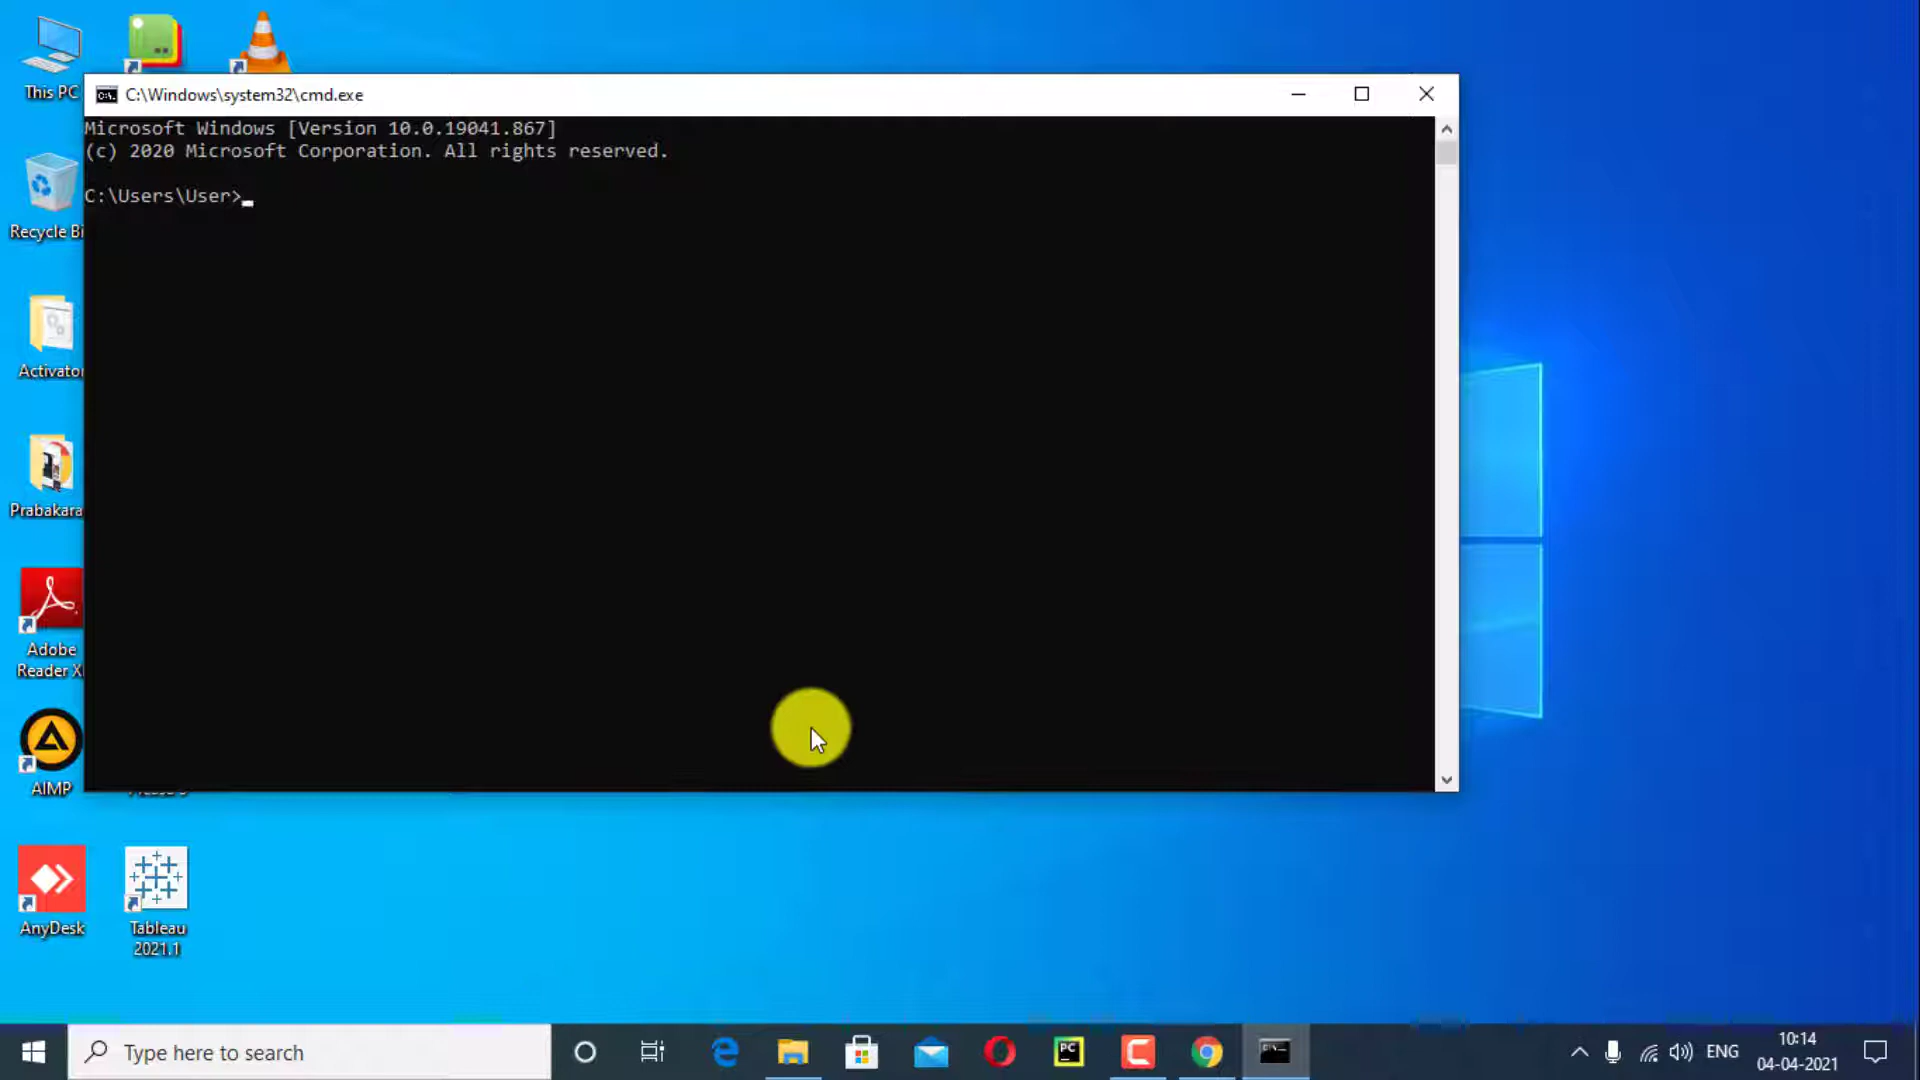 This PC
C:\Windows\system32\cmd.exe
Microsoft Windows [Version 10.0.19041.867]
(c) 2020 Microsoft Corporation. All rights reserved.
C:\Users\User>
Recycle Bi
Activator
Prabakara
Adobe
Reader X
AIMP
AnyDesk
Tableau
2021.1
Type here to search
PC
ENG
10:14
04-04-2021